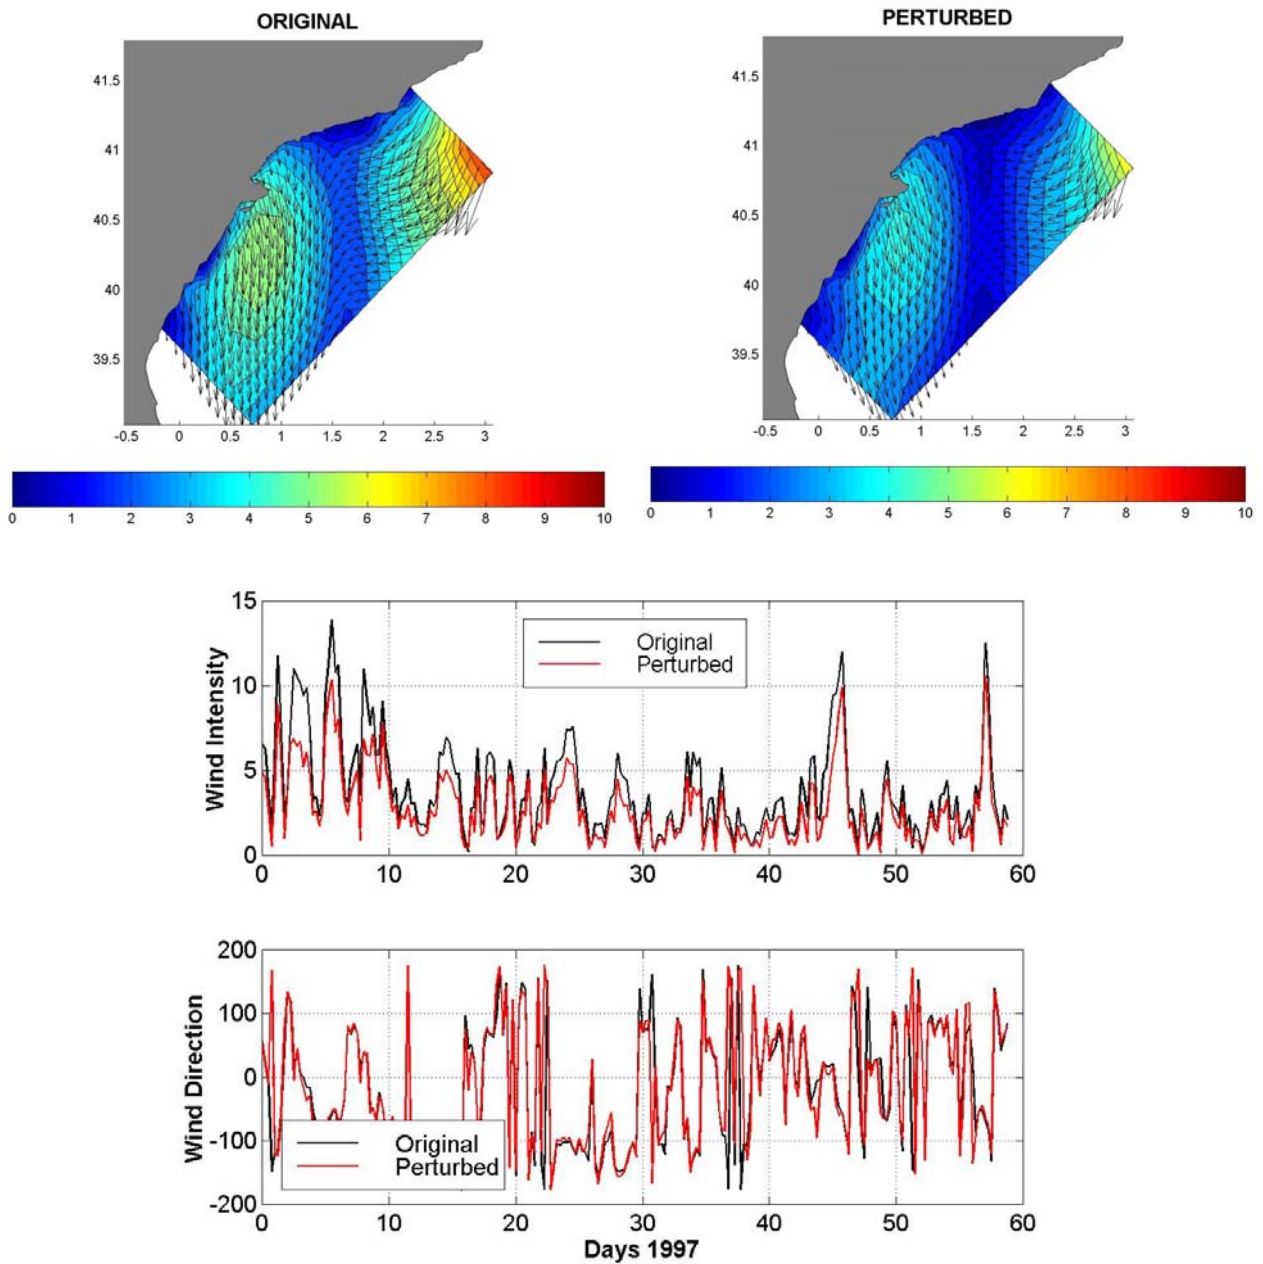 ORIGINAL
PERTURBED
41.5
41
40.5
40
39.5
-0.5 0 0.5 1 1.5 2 2.5 3
41.5
41
40.5
40
39.5
-0.5 0 0.5 1 1.5 2 2.5 3
0 1 2 3 4 5 6 7 8 9 10
0 1 2 3 4 5 6 7 8 9 10
Wind Intensity
15
10
5
0
Original
Perturbed
0 10 20 30 40 50 60
Wind Direction
200
100
0
-100
-200
Original
Perturbed
0 10 20 30 40 50 60
Days 1997